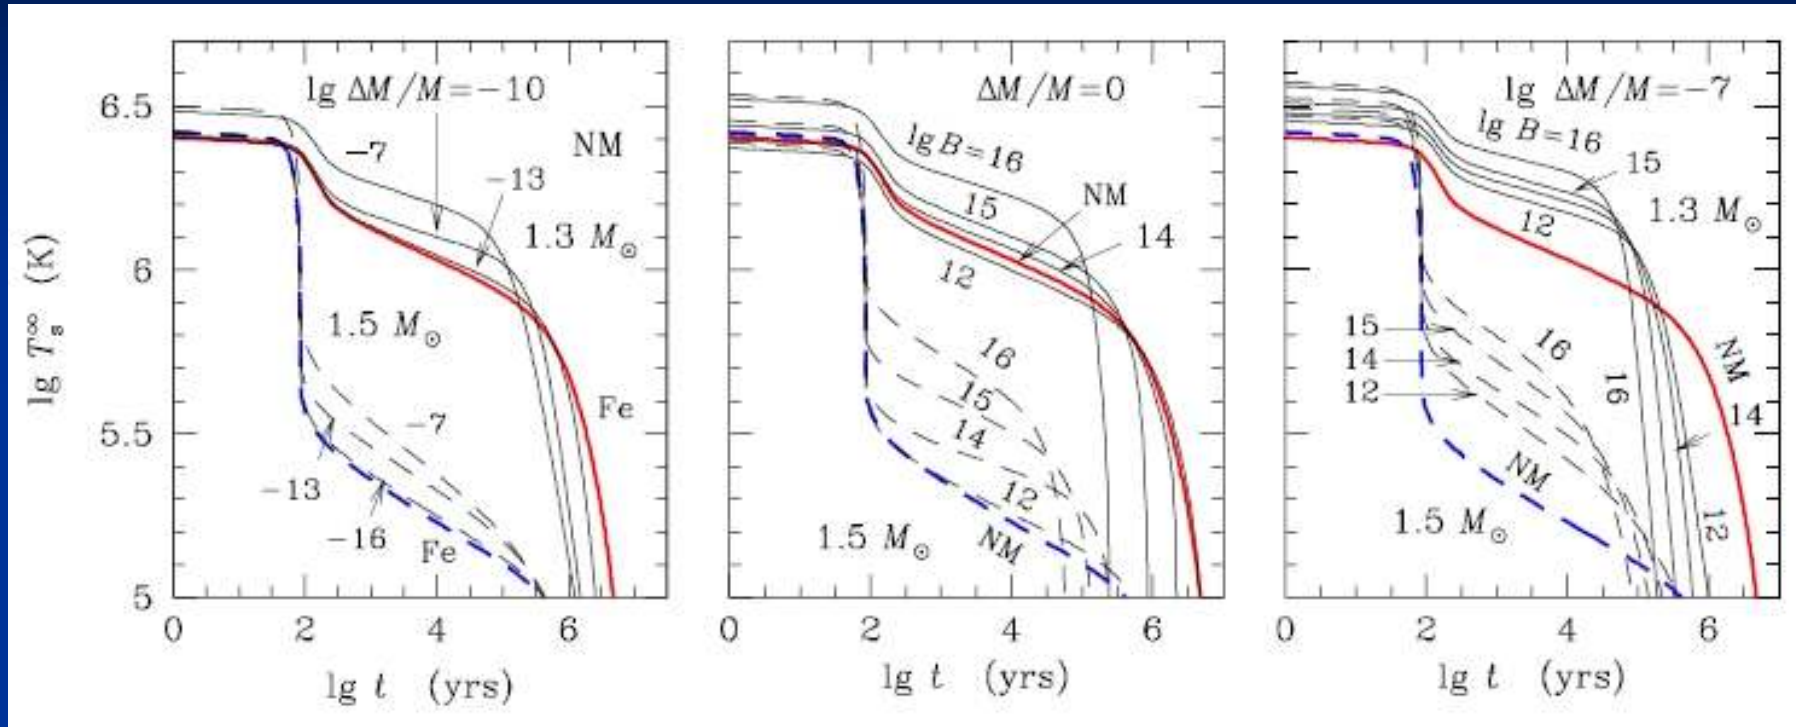 lg ΔM/M=−10
NM
−7
−13
1.3 M⊙
1.5 M⊙
Fe
−7
−13
−16
Fe
6.5
6
5.5
5
lg T_s^∞ (K)
0 2 4 6
lg t (yrs)
ΔM/M=0
lg B=16
NM
15
14
12
16
15
14
12
1.5 M⊙
NM
0 2 4 6
lg t (yrs)
lg ΔM/M=−7
lg B=16
15
1.3 M⊙
12
15
14
12
16
16
NM
14
NM
1.5 M⊙
12
0 2 4 6
lg t (yrs)